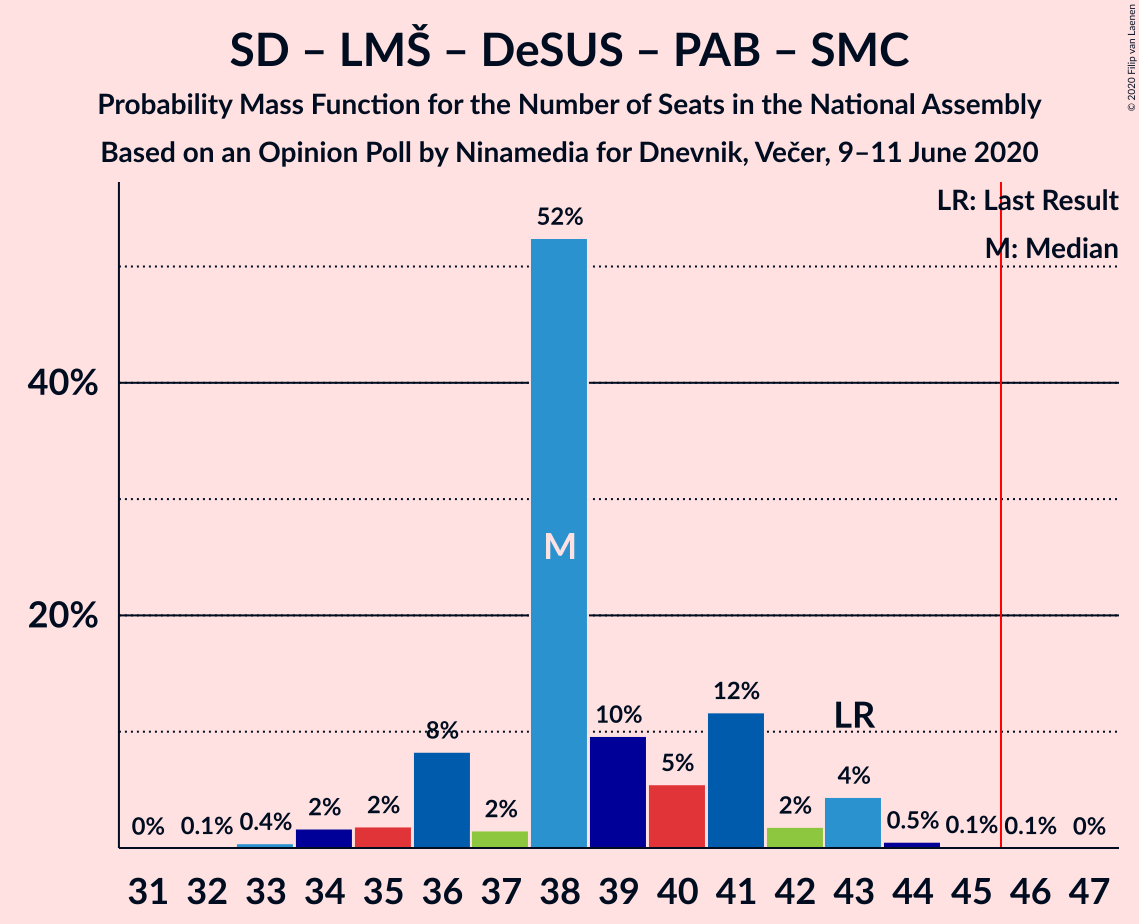 SD – LMŠ – DeSUS – PAB – SMC
Probability Mass Function for the Number of Seats in the National Assembly
Based on an Opinion Poll by Ninamedia for Dnevnik, Večer, 9–11 June 2020
© 2020 Filip van Laenen
LR: Last Result
M: Median
40%
20%
0% 0.1% 0.4% 2% 2% 8% 2% 52% 10% 5% 12% 2% 4% 0.5% 0.1% 0.1% 0%
M
LR
31 32 33 34 35 36 37 38 39 40 41 42 43 44 45 46 47